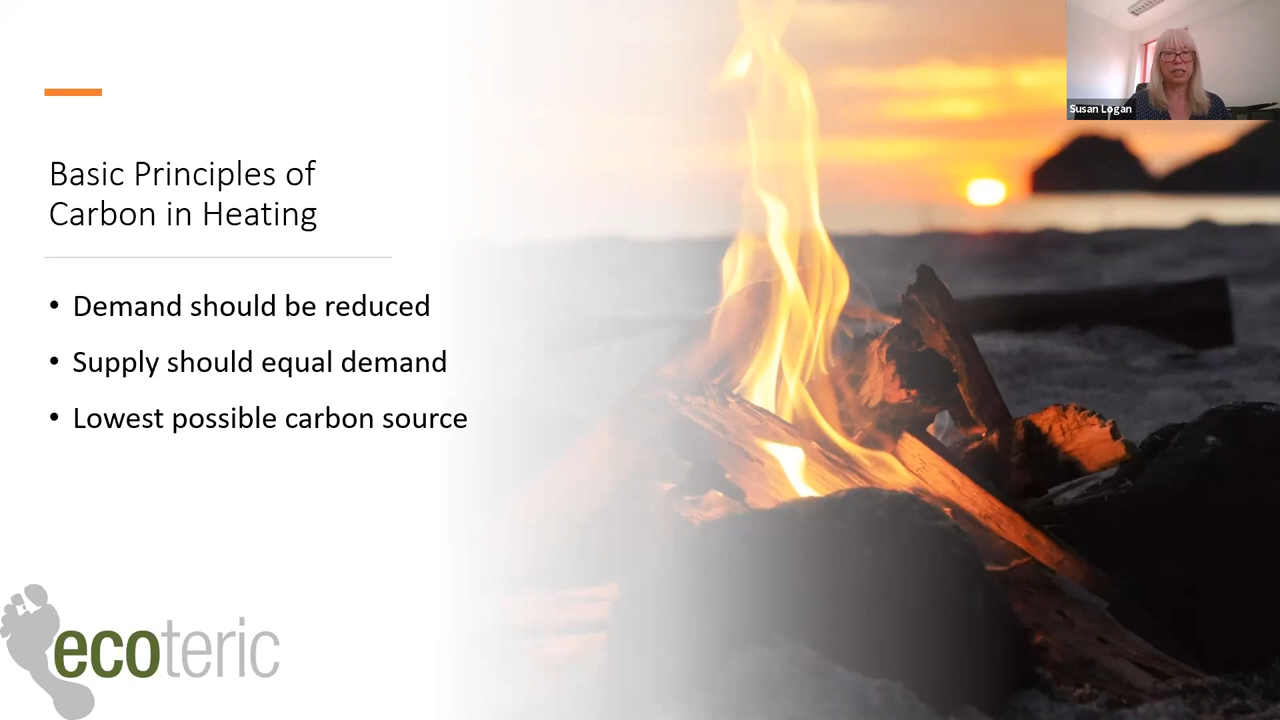 Susan Logan
Basic Principles of
Carbon in Heating
• Demand should be reduced
• Supply should equal demand
• Lowest possible carbon source
ecoteric